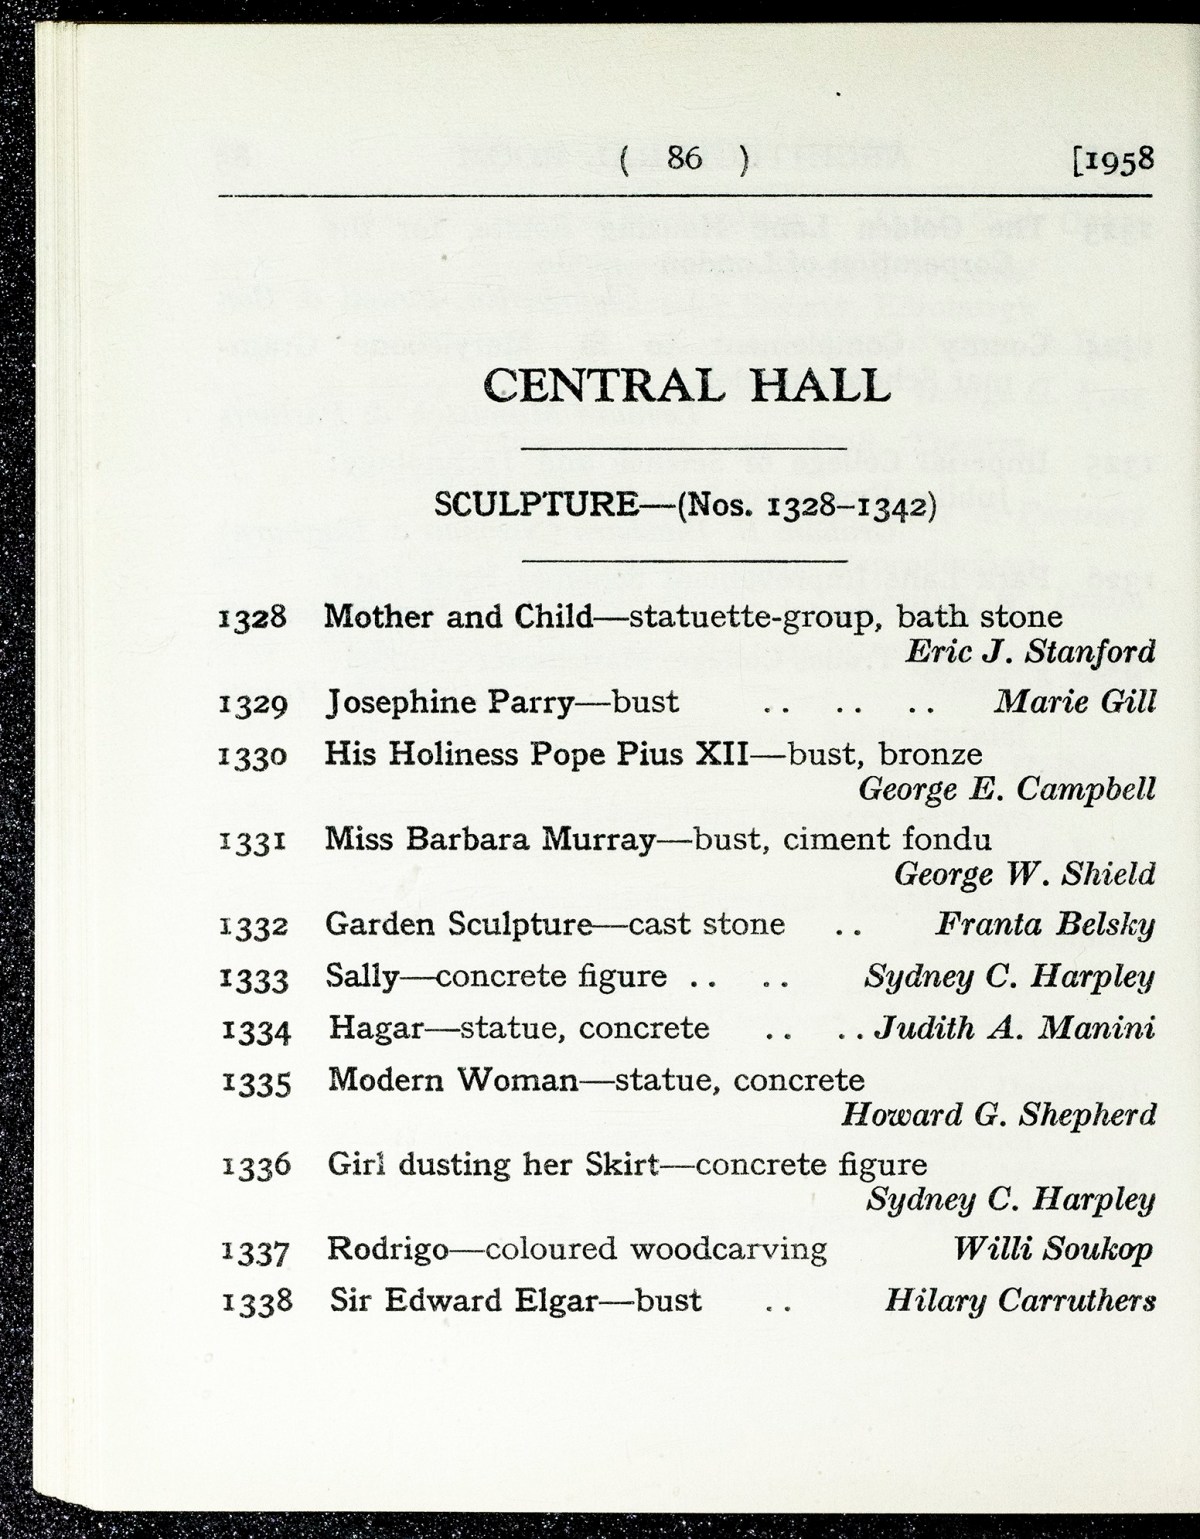 ( 86 ) [1958
CENTRAL HALL
SCULPTURE—(Nos. 1328–1342)
1328 Mother and Child—statuette-group, bath stone
Eric J. Stanford
1329 Josephine Parry—bust .. .. .. Marie Gill
1330 His Holiness Pope Pius XII—bust, bronze
George E. Campbell
1331 Miss Barbara Murray—bust, ciment fondu
George W. Shield
1332 Garden Sculpture—cast stone .. Franta Belsky
1333 Sally—concrete figure .. .. Sydney C. Harpley
1334 Hagar—statue, concrete .. .. Judith A. Manini
1335 Modern Woman—statue, concrete
Howard G. Shepherd
1336 Girl dusting her Skirt—concrete figure
Sydney C. Harpley
1337 Rodrigo—coloured woodcarving Willi Soukop
1338 Sir Edward Elgar—bust .. Hilary Carruthers